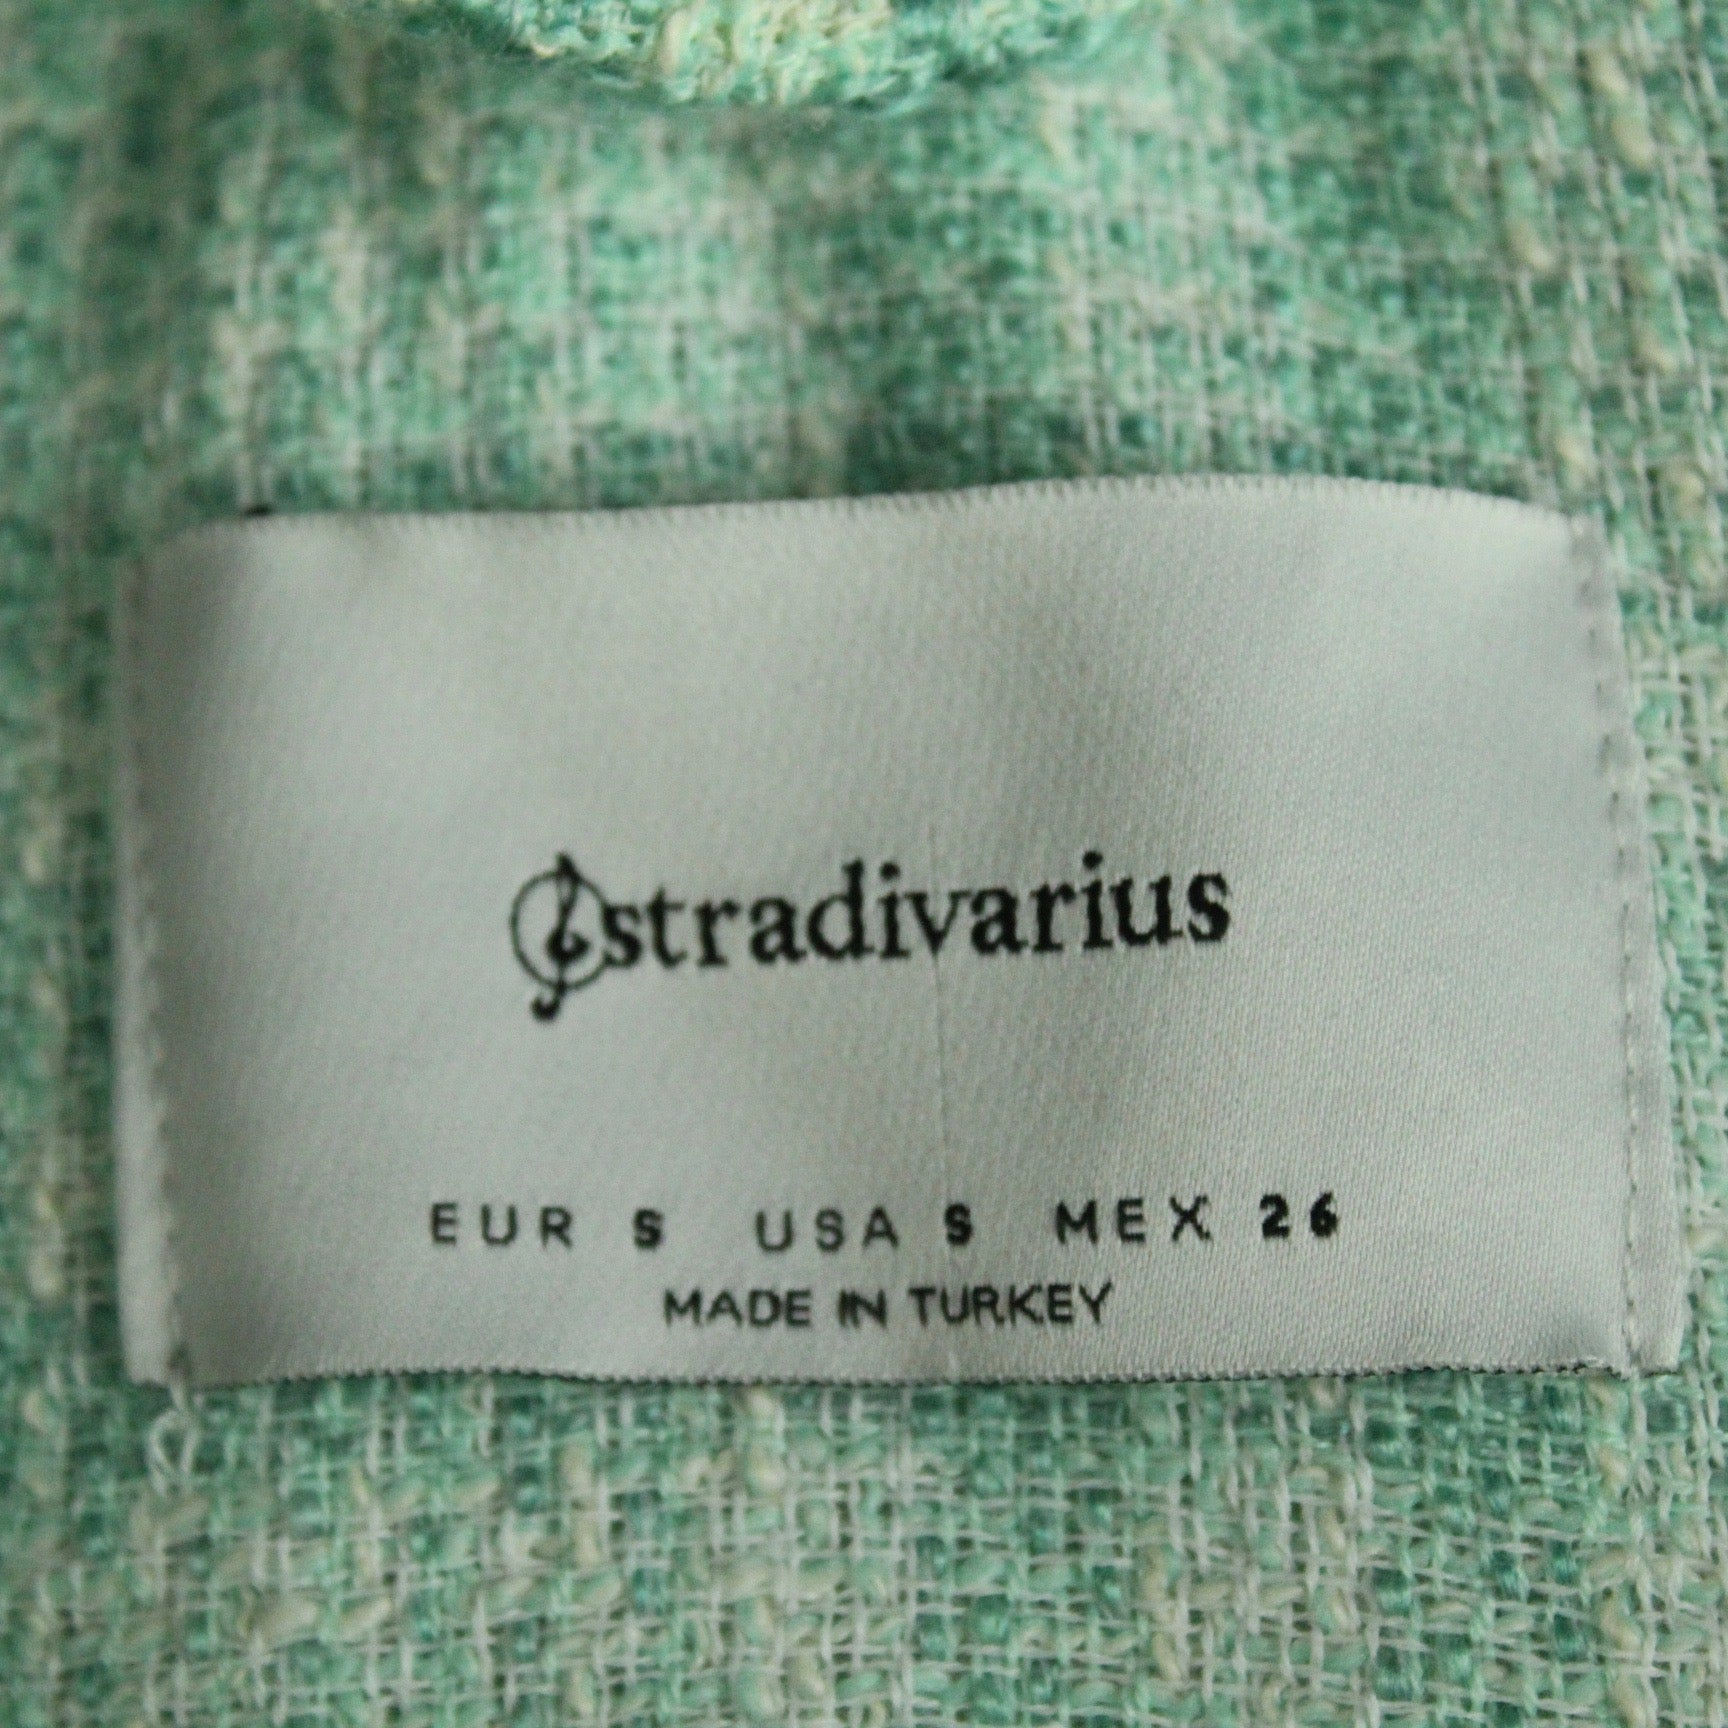 stradivarius
EUR S USA S MEX 26
MADE IN TURKEY